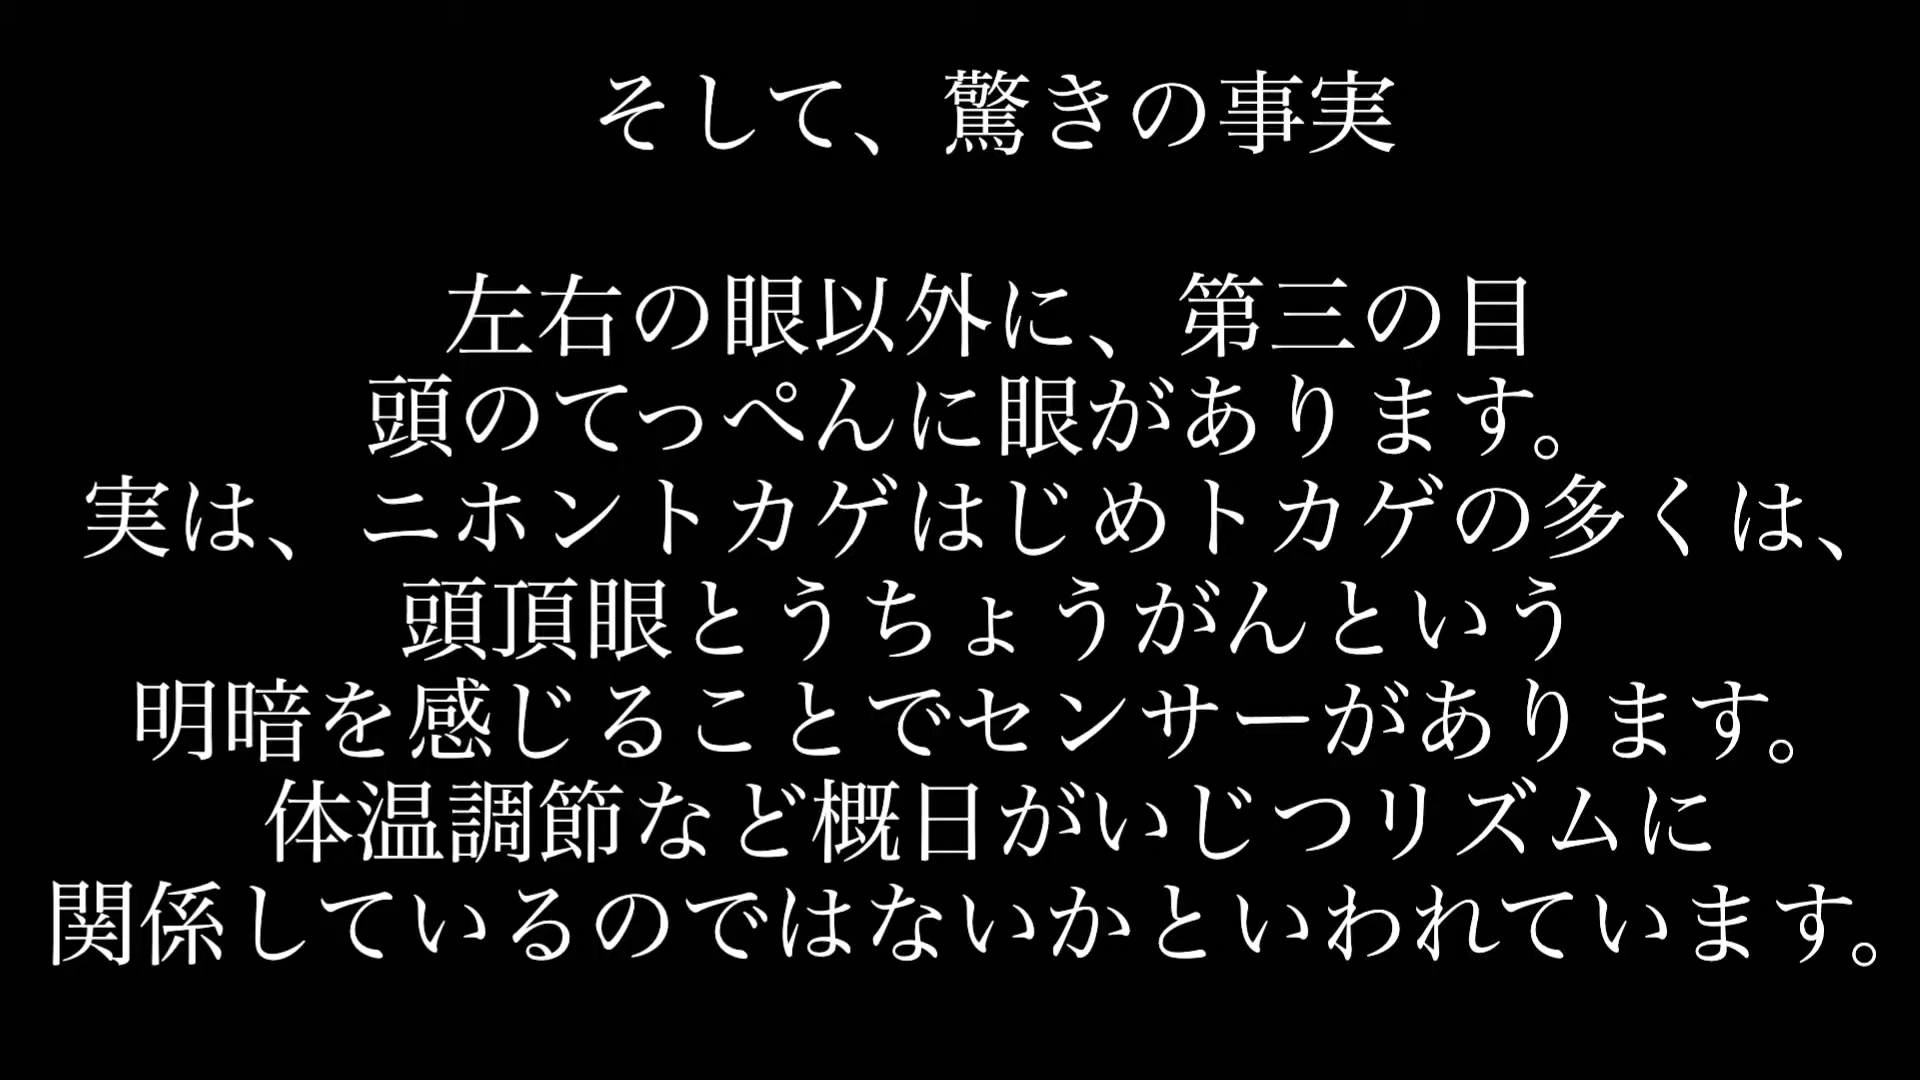 そして、驚きの事実
左右の眼以外に、第三の目
頭のてっぺんに眼があります。
実は、ニホントカゲはじめトカゲの多くは、
頭頂眼とうちょうがんという
明暗を感じることでセンサーがあります。
体温調節など概日がいじつリズムに
関係しているのではないかといわれています。